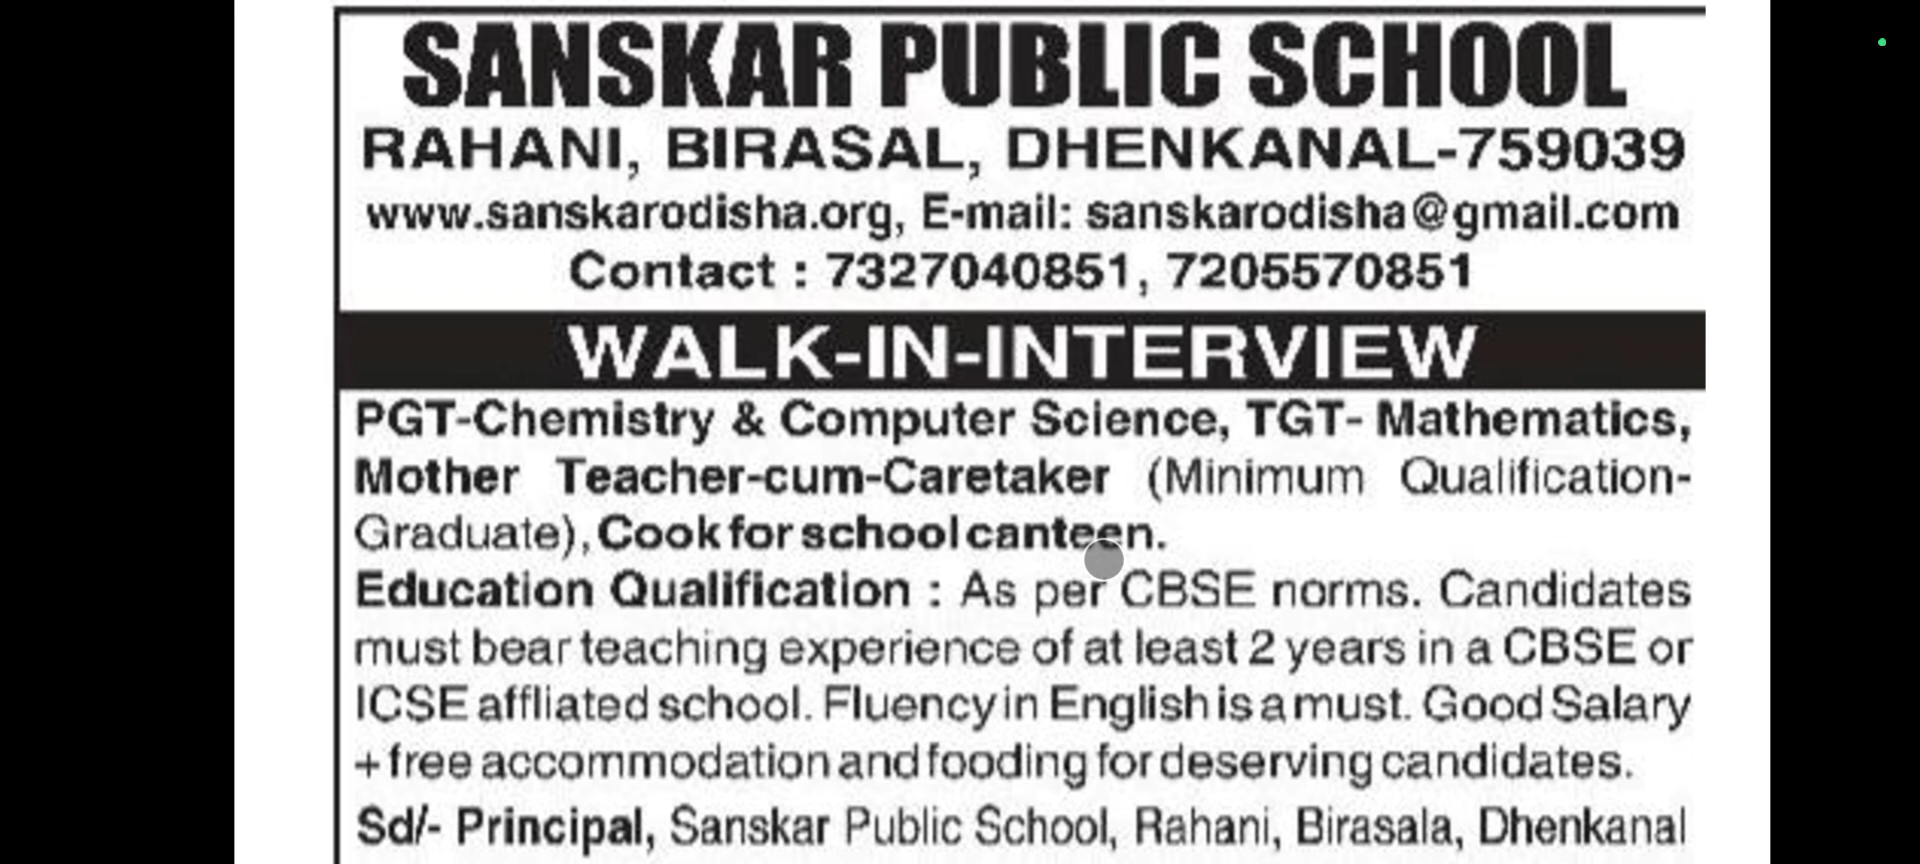 SANSKAR PUBLIC SCHOOL
RAHANI, BIRASAL, DHENKANAL-759039
www.sanskarodisha.org, E-mail: sanskarodisha@gmail.com
Contact : 7327040851, 7205570851
WALK-IN-INTERVIEW
PGT-Chemistry & Computer Science, TGT- Mathematics,
Mother Teacher-cum-Caretaker (Minimum Qualification-
Graduate), Cook for school canteen.
Education Qualification : As per CBSE norms. Candidates
must bear teaching experience of at least 2 years in a CBSE or
ICSE affliated school. Fluency in English is a must. Good Salary
+ free accommodation and fooding for deserving candidates.
Sd/- Principal, Sanskar Public School, Rahani, Birasala, Dhenkanal